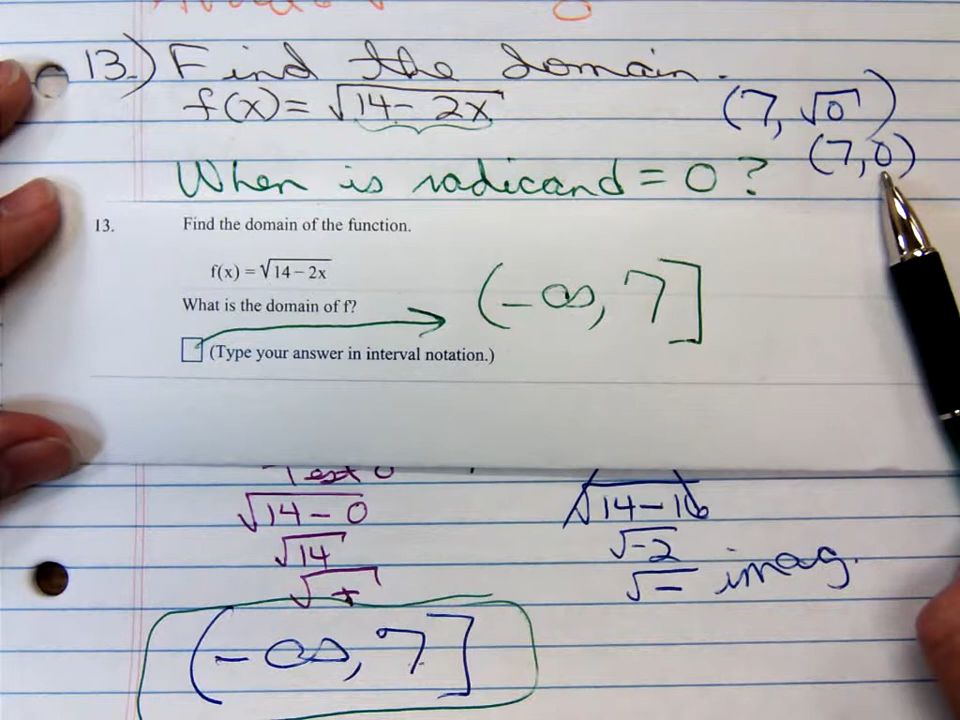 13.) Find the domain.
f(x) = √14 - 2x
(7, √0)
(7, 0)
When is radicand = 0 ?
13. Find the domain of the function.
f(x) = √14 - 2x
What is the domain of f?
(Type your answer in interval notation.)
(-∞, 7]
Test 0
√14 - 0
√14
√+
√14 - 16
√-2
√- imag.
(-∞, 7]